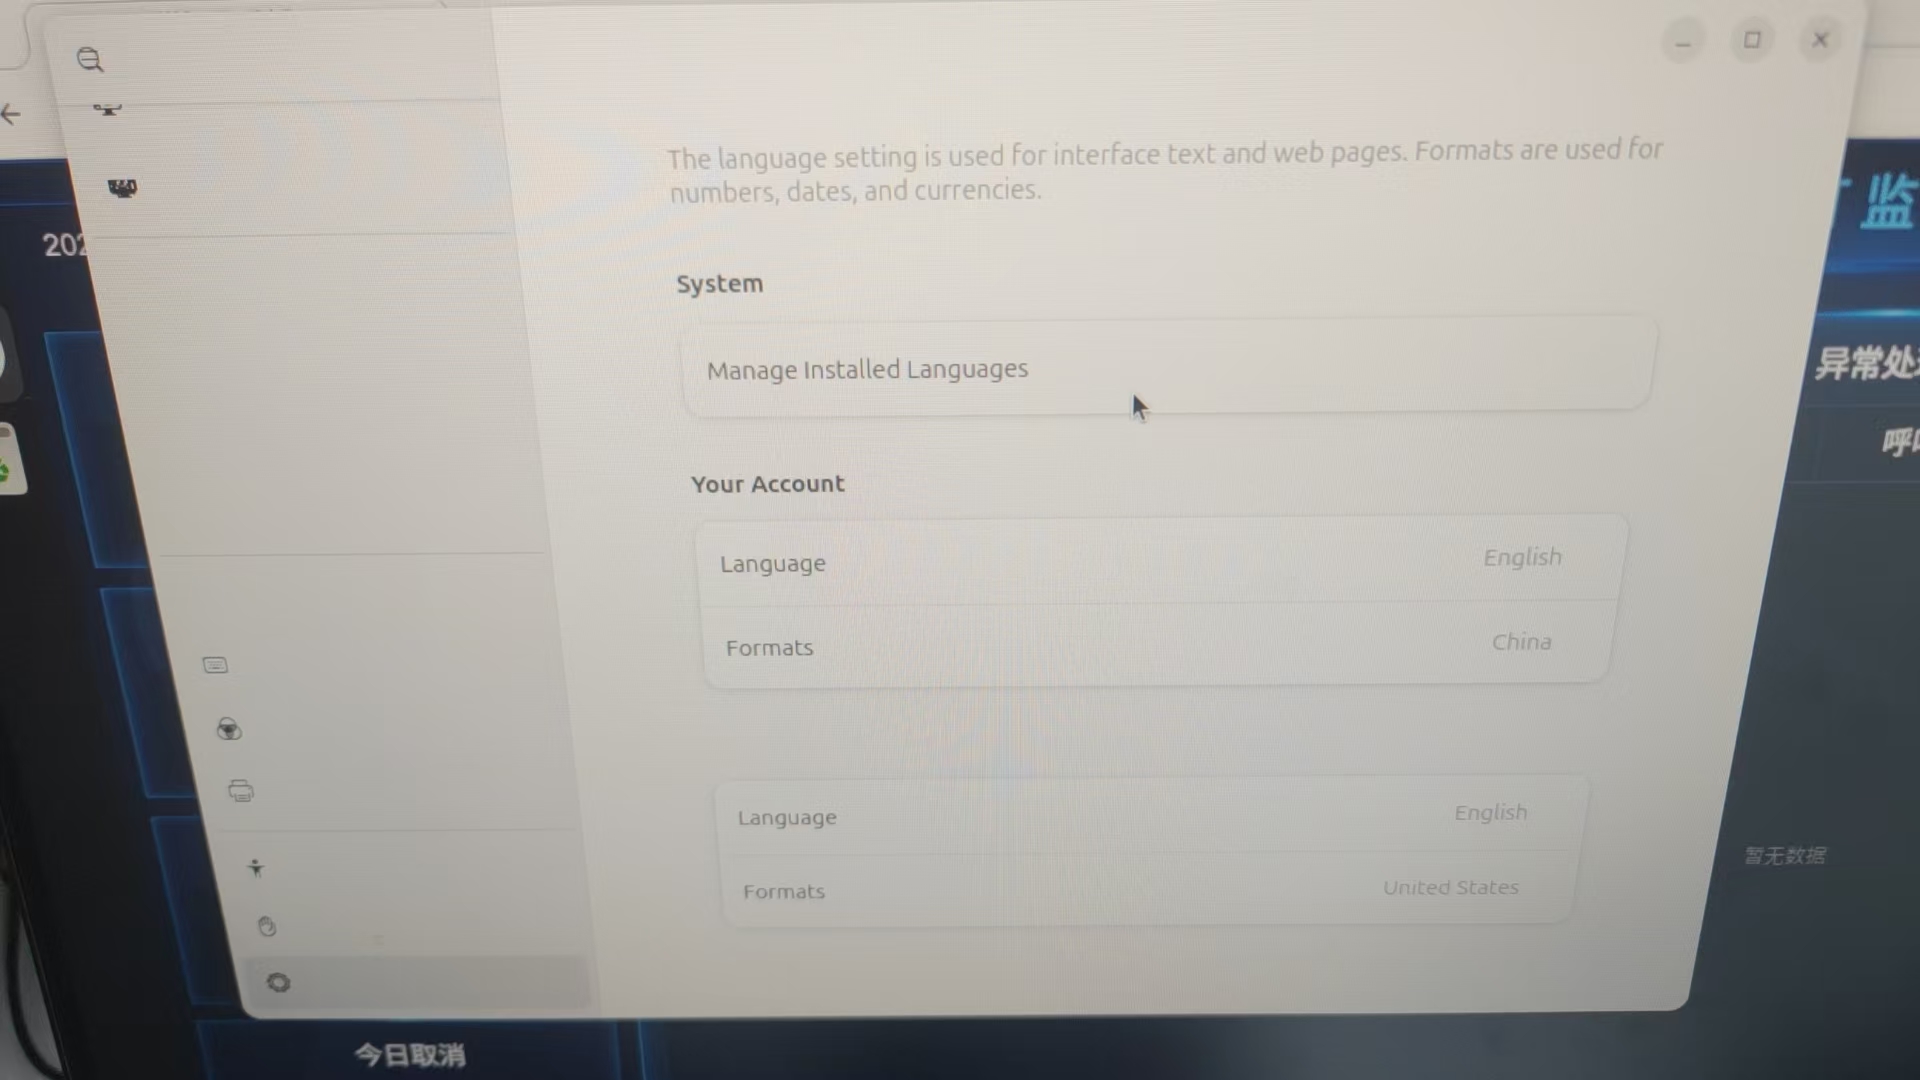 The language setting is used for interface text and web pages. Formats are used for
numbers, dates, and currencies.
System
Manage Installed Languages
Your Account
Language English
Formats China
Language English
Formats United States
202
监
异常处
暂无数据
今日取消